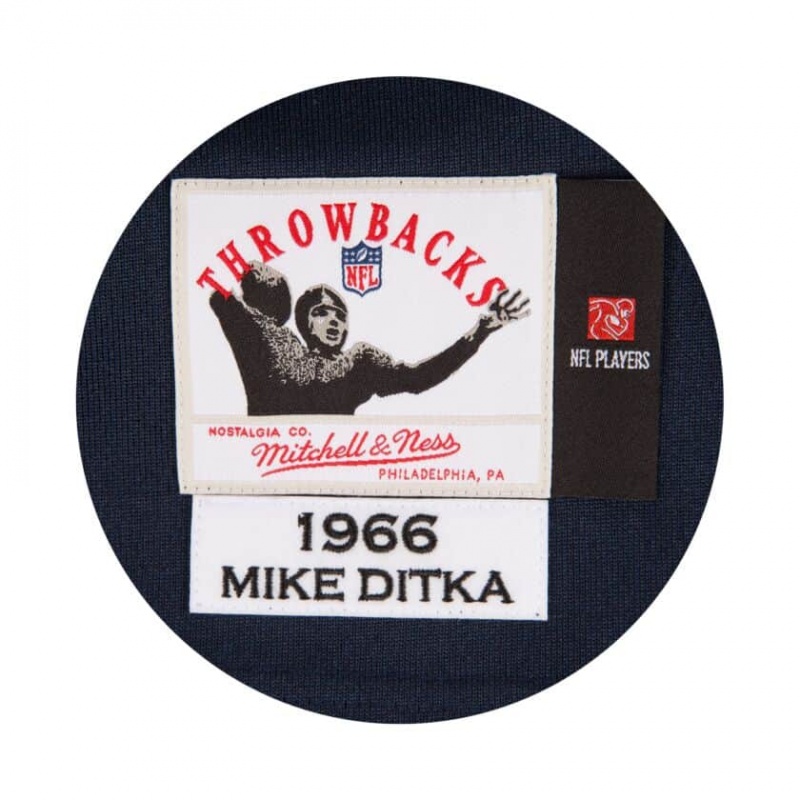 THROWBACKS
NFL
NFL PLAYERS
NOSTALGIA CO.
Mitchell & Ness
PHILADELPHIA, PA
1966
MIKE DITKA